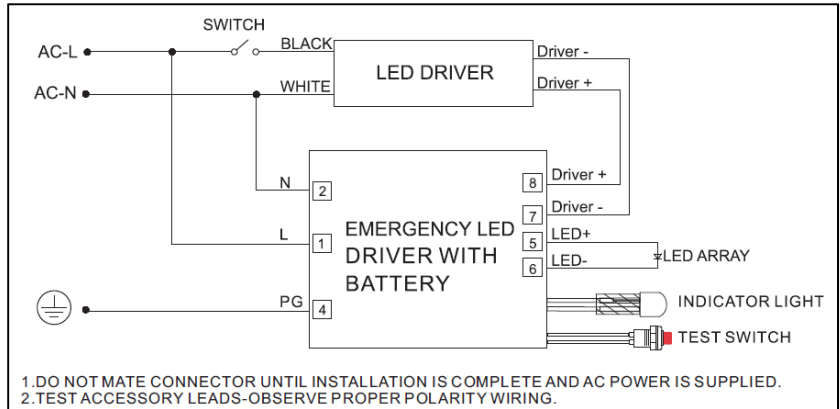 SWITCH
AC-L
BLACK
LED DRIVER
Driver -
AC-N
WHITE
Driver +
N
2
8
Driver +
7
Driver -
L
1
EMERGENCY LED
DRIVER WITH
BATTERY
5
LED+
6
LED-
LED ARRAY
PG
4
INDICATOR LIGHT
TEST SWITCH
1.DO NOT MATE CONNECTOR UNTIL INSTALLATION IS COMPLETE AND AC POWER IS SUPPLIED.
2.TEST ACCESSORY LEADS-OBSERVE PROPER POLARITY WIRING.